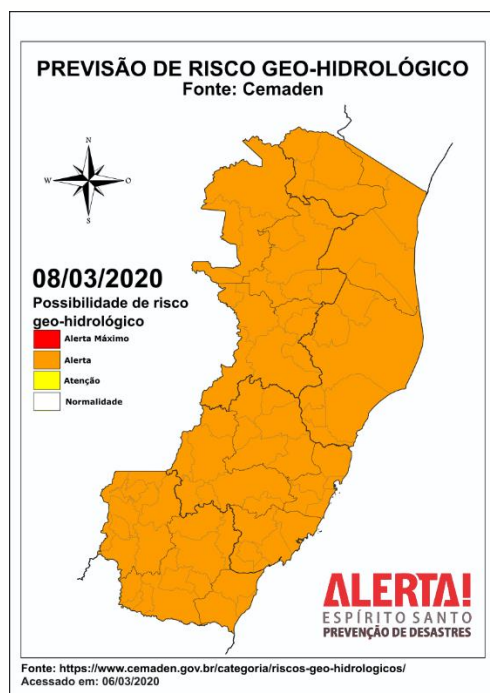 PREVISÃO DE RISCO GEO-HIDROLÓGICO
Fonte: Cemaden
N
W
O
S
08/03/2020
Possibilidade de risco
geo-hidrológico
Alerta Máximo
Alerta
Atenção
Normalidade
ALERTA!
ESPÍRITO SANTO
PREVENÇÃO DE DESASTRES
Fonte: https://www.cemaden.gov.br/categoria/riscos-geo-hidrologicos/
Acessado em: 06/03/2020